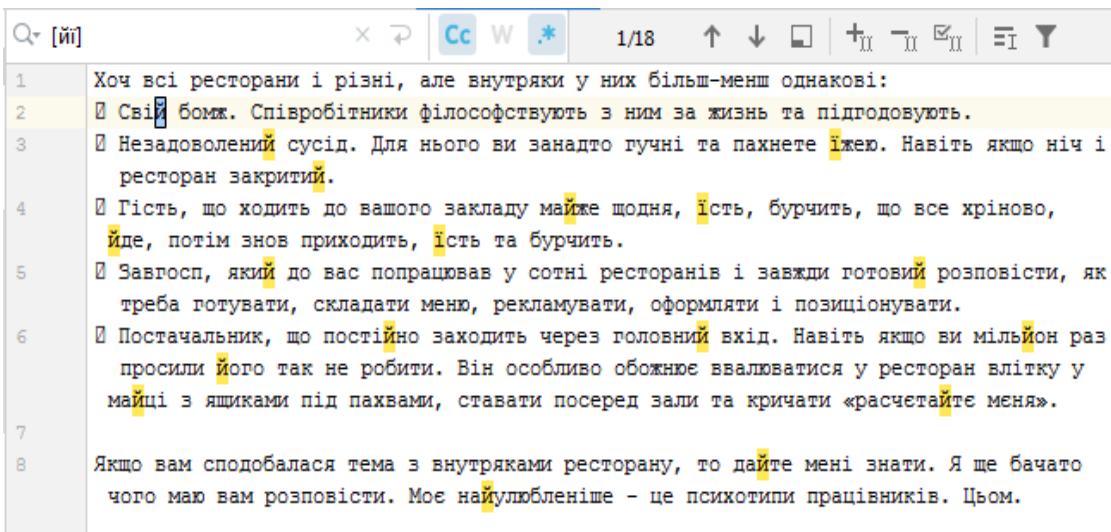 [йї]
Cc W .* 1/18
1 Хоч всі ресторани і різні, але внутряки у них більш-менш однакові:
2 Свій бомж. Співробітники філософствують з ним за жизнь та підгодовують.
3 Незадоволений сусід. Для нього ви занадто гучні та пахнете їжею. Навіть якщо ніч і
ресторан закритий.
4 Гість, що ходить до вашого закладу майже щодня, їсть, бурчить, що все хріново,
йде, потім знов приходить, їсть та бурчить.
5 Завгосп, який до вас попрацював у сотні ресторанів і завжди готовий розповісти, як
треба готувати, складати меню, рекламувати, оформляти і позиціонувати.
6 Постачальник, що постійно заходить через головний вхід. Навіть якщо ви мільйон раз
просили його так не робити. Він особливо обожнює ввалюватися у ресторан влітку у
майці з ящиками під пахвами, ставати посеред зали та кричати «расчєтайтє мєня».
7
8 Якщо вам сподобалася тема з внутряками ресторану, то дайте мені знати. Я ще бачато
чого маю вам розповісти. Моє найулюбленіше – це психотипи працівників. Цьом.